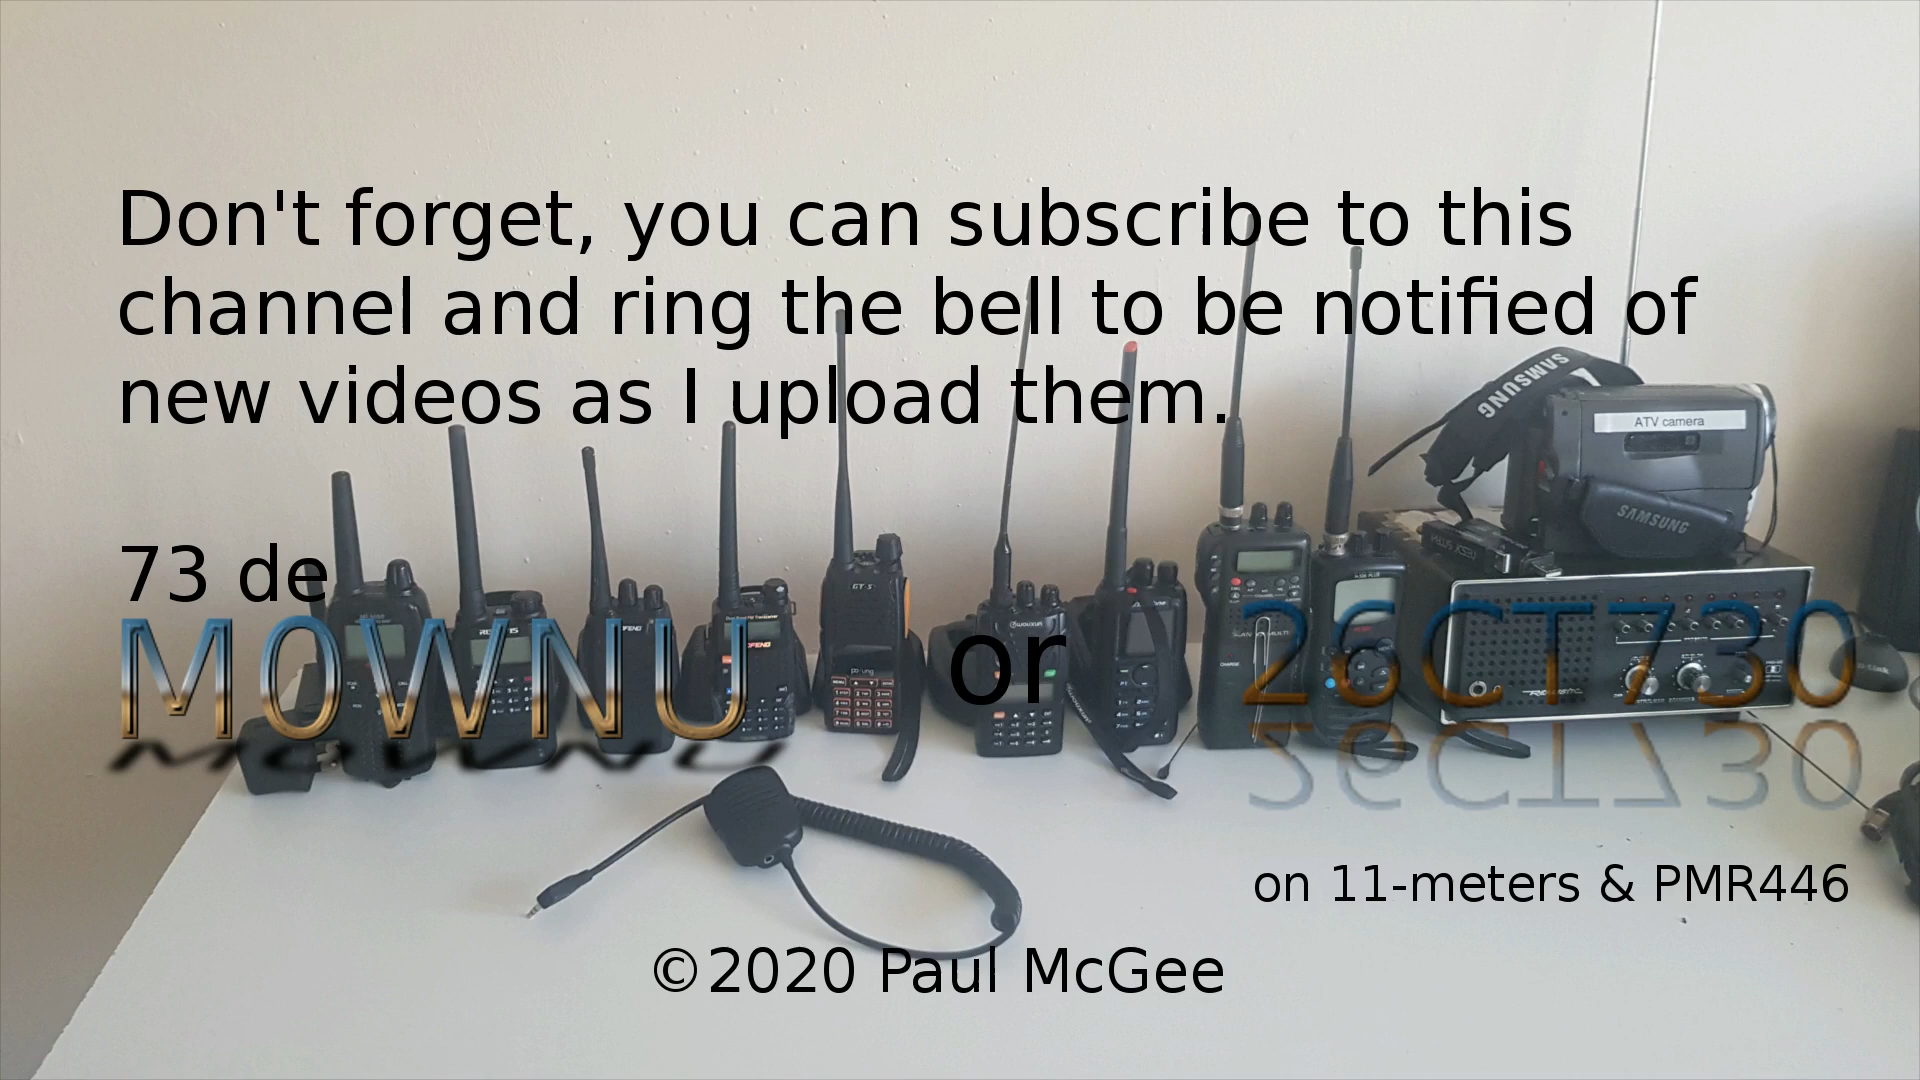 Don't forget, you can subscribe to this
channel and ring the bell to be notified of
new videos as I upload them.
SAMSUNG
ATV camera
SAMSUNG
73 de
GT-5
M0WNU or 26CT730
REALISTIC
on 11-meters & PMR446
©2020 Paul McGee